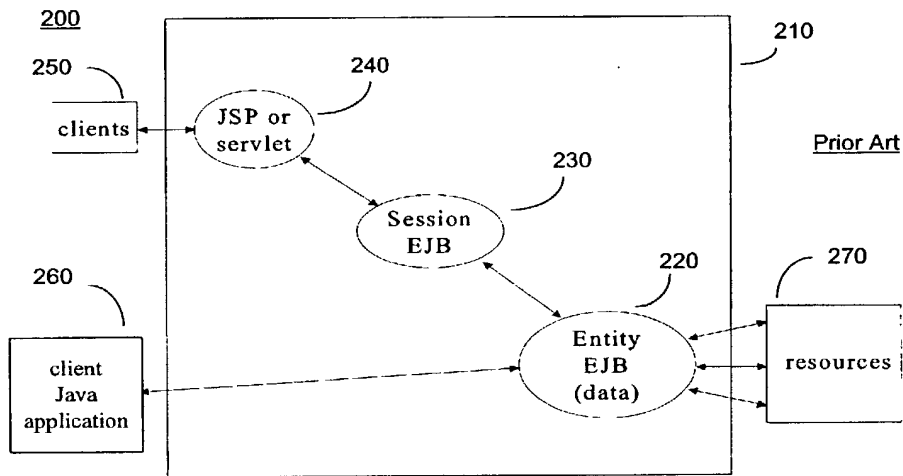 200
210
250
240
clients
JSP or
servlet
Prior Art
230
Session
EJB
260
220
270
client
Java
application
Entity
EJB
(data)
resources